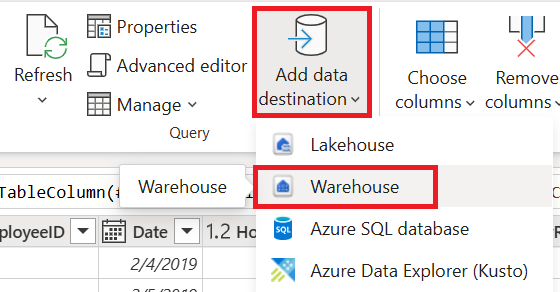 Refresh
Properties
Advanced editor
Manage
Query
Add data
destination
Choose
columns
Remove
columns
Lakehouse
Warehouse
Azure SQL database
Azure Data Explorer (Kusto)
Warehouse
TableColumn(#
ployeeID
Date
1.2 Ho
2/4/2019